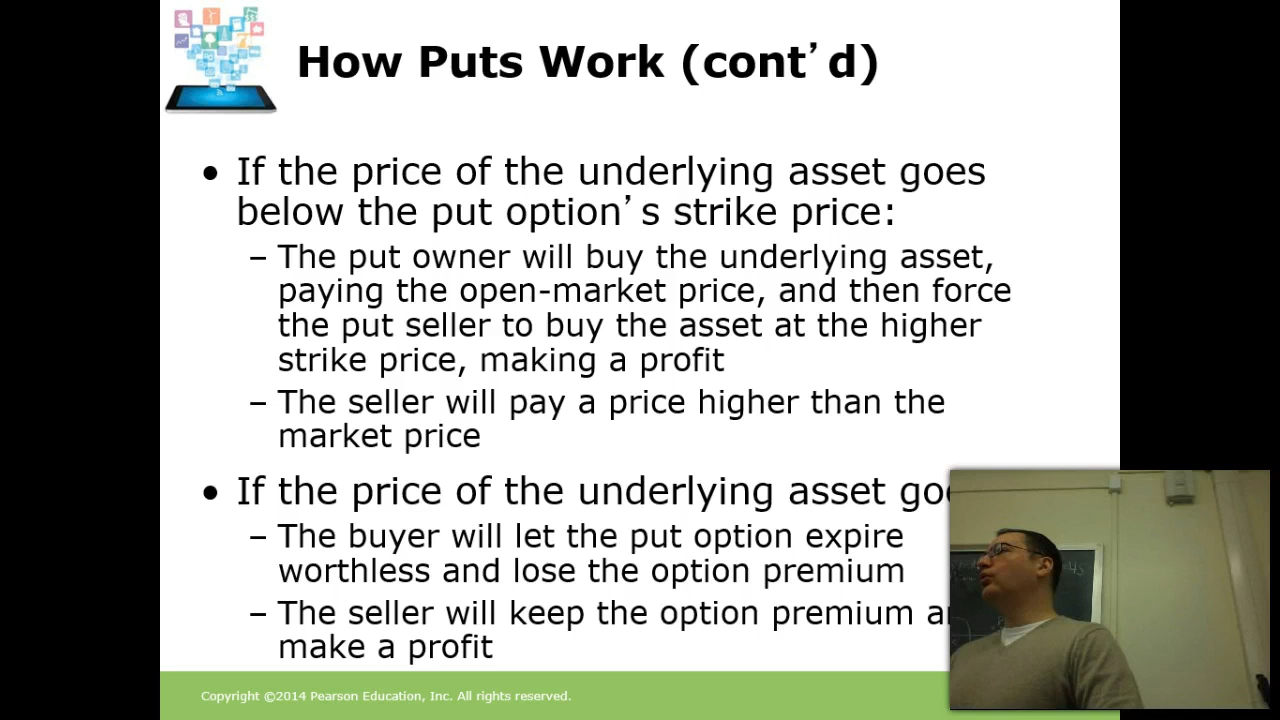 How Puts Work (cont’d)
• If the price of the underlying asset goes
below the put option’s strike price:
– The put owner will buy the underlying asset,
paying the open-market price, and then force
the put seller to buy the asset at the higher
strike price, making a profit
– The seller will pay a price higher than the
market price
• If the price of the underlying asset
– The buyer will let the put option expire
worthless and lose the option premium
– The seller will keep the option premium
make a profit
Copyright ©2014 Pearson Education, Inc. All rights reserved.